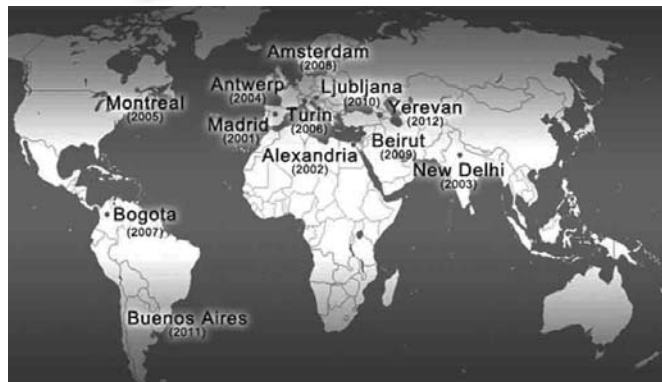 Amsterdam
(2008)
Antwerp
(2004)
Ljubljana
(2010)
Montreal
(2005)
Turin
(2006)
Yerevan
(2012)
Madrid
(2001)
Beirut
(2009)
Alexandria
(2002)
New Delhi
(2003)
Bogota
(2007)
Buenos Aires
(2011)